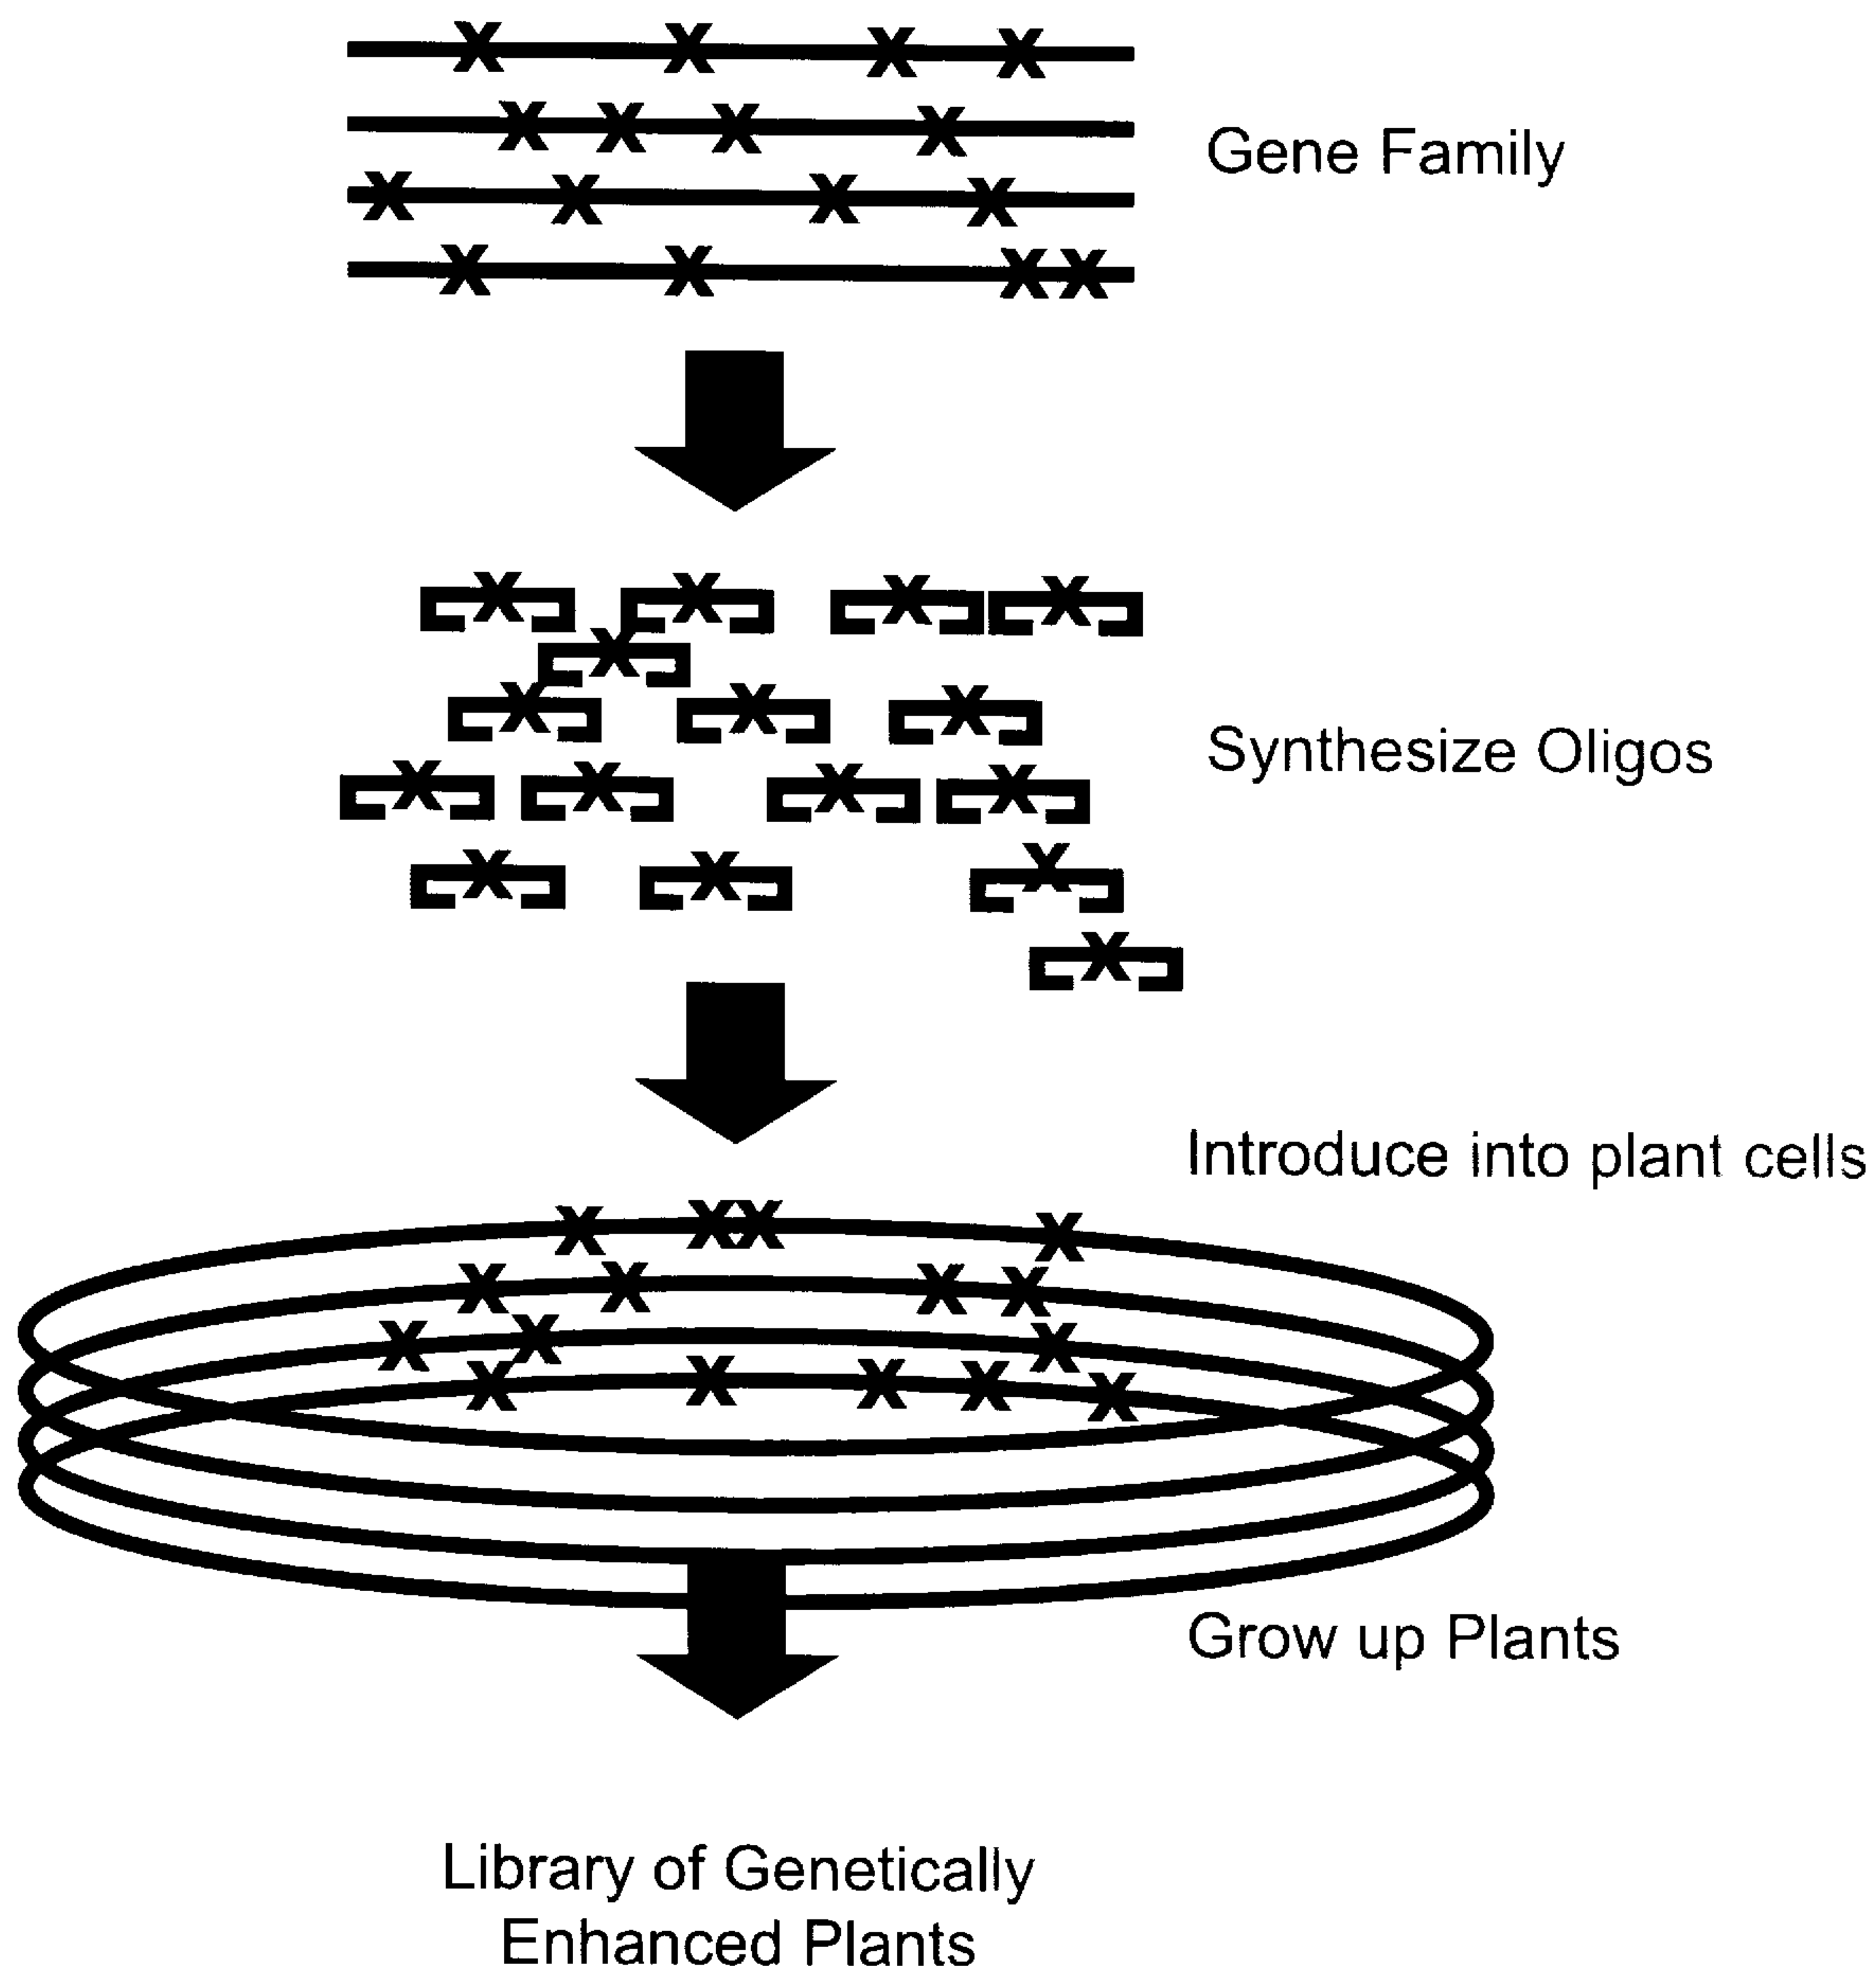 Gene Family
Synthesize Oligos
Introduce into plant cells
Grow up Plants
Library of Genetically
Enhanced Plants